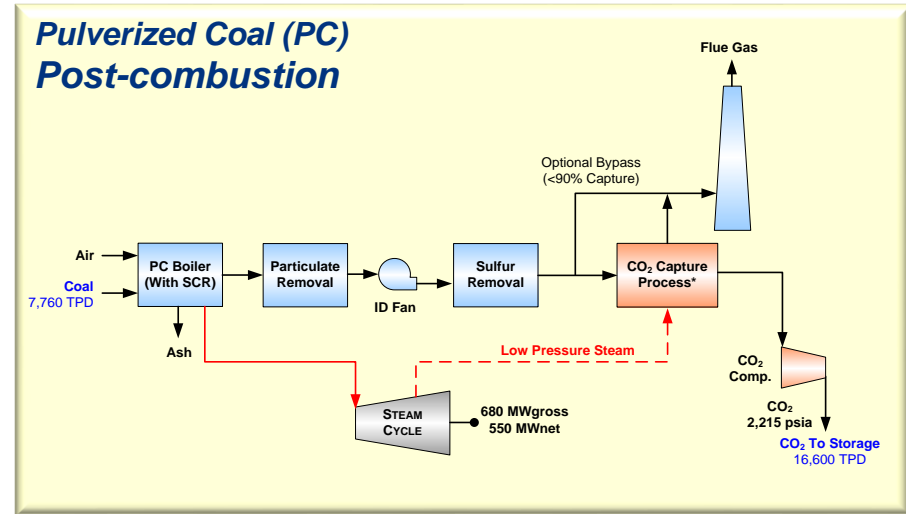 Pulverized Coal (PC)
Post-combustion
Flue Gas
Optional Bypass
(<90% Capture)
Air
Coal
7,760 TPD
PC Boiler
(With SCR)
Particulate
Removal
ID Fan
Sulfur
Removal
CO₂ Capture
Process*
Ash
Low Pressure Steam
STEAM
CYCLE
680 MWgross
550 MWnet
CO₂
Comp.
CO₂
2,215 psia
CO₂ To Storage
16,600 TPD